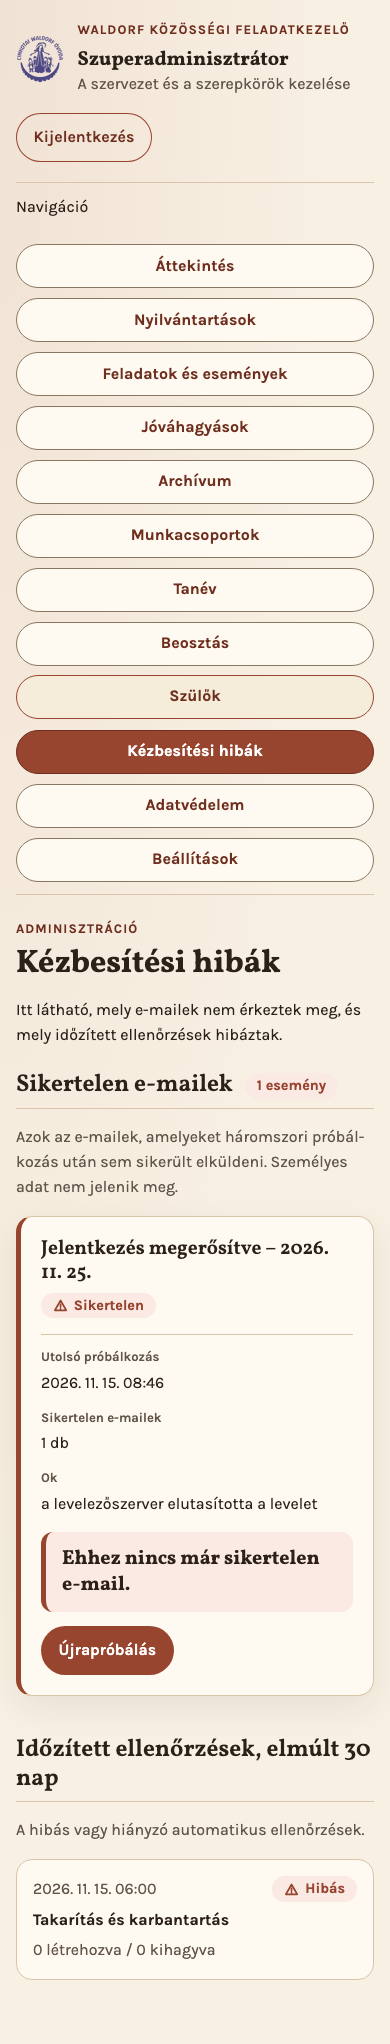 WALDORF KÖZÖSSÉGI FELADATKEZELŐ
Szuperadminisztrátor
A szervezet és a szerepkörök kezelése
Kijelentkezés
Navigáció
Áttekintés
Nyilvántartások
Feladatok és események
Jóváhagyások
Archívum
Munkacsoportok
Tanév
Beosztás
Szülők
Kézbesítési hibák
Adatvédelem
Beállítások
ADMINISZTRÁCIÓ
Kézbesítési hibák
Itt látható, mely e-mailek nem érkeztek meg, és
mely időzített ellenőrzések hibáztak.
Sikertelen e-mailek
1 esemény
Azok az e-mailek, amelyeket háromszori próbál-
kozás után sem sikerült elküldeni. Személyes
adat nem jelenik meg.
Jelentkezés megerősítve – 2026.
11. 25.
Sikertelen
Utolsó próbálkozás
2026. 11. 15. 08:46
Sikertelen e-mailek
1 db
Ok
a levelezőszerver elutasította a levelet
Ehhez nincs már sikertelen
e-mail.
Újrapróbálás
Időzített ellenőrzések, elmúlt 30
nap
A hibás vagy hiányzó automatikus ellenőrzések.
2026. 11. 15. 06:00
Hibás
Takarítás és karbantartás
0 létrehozva / 0 kihagyva